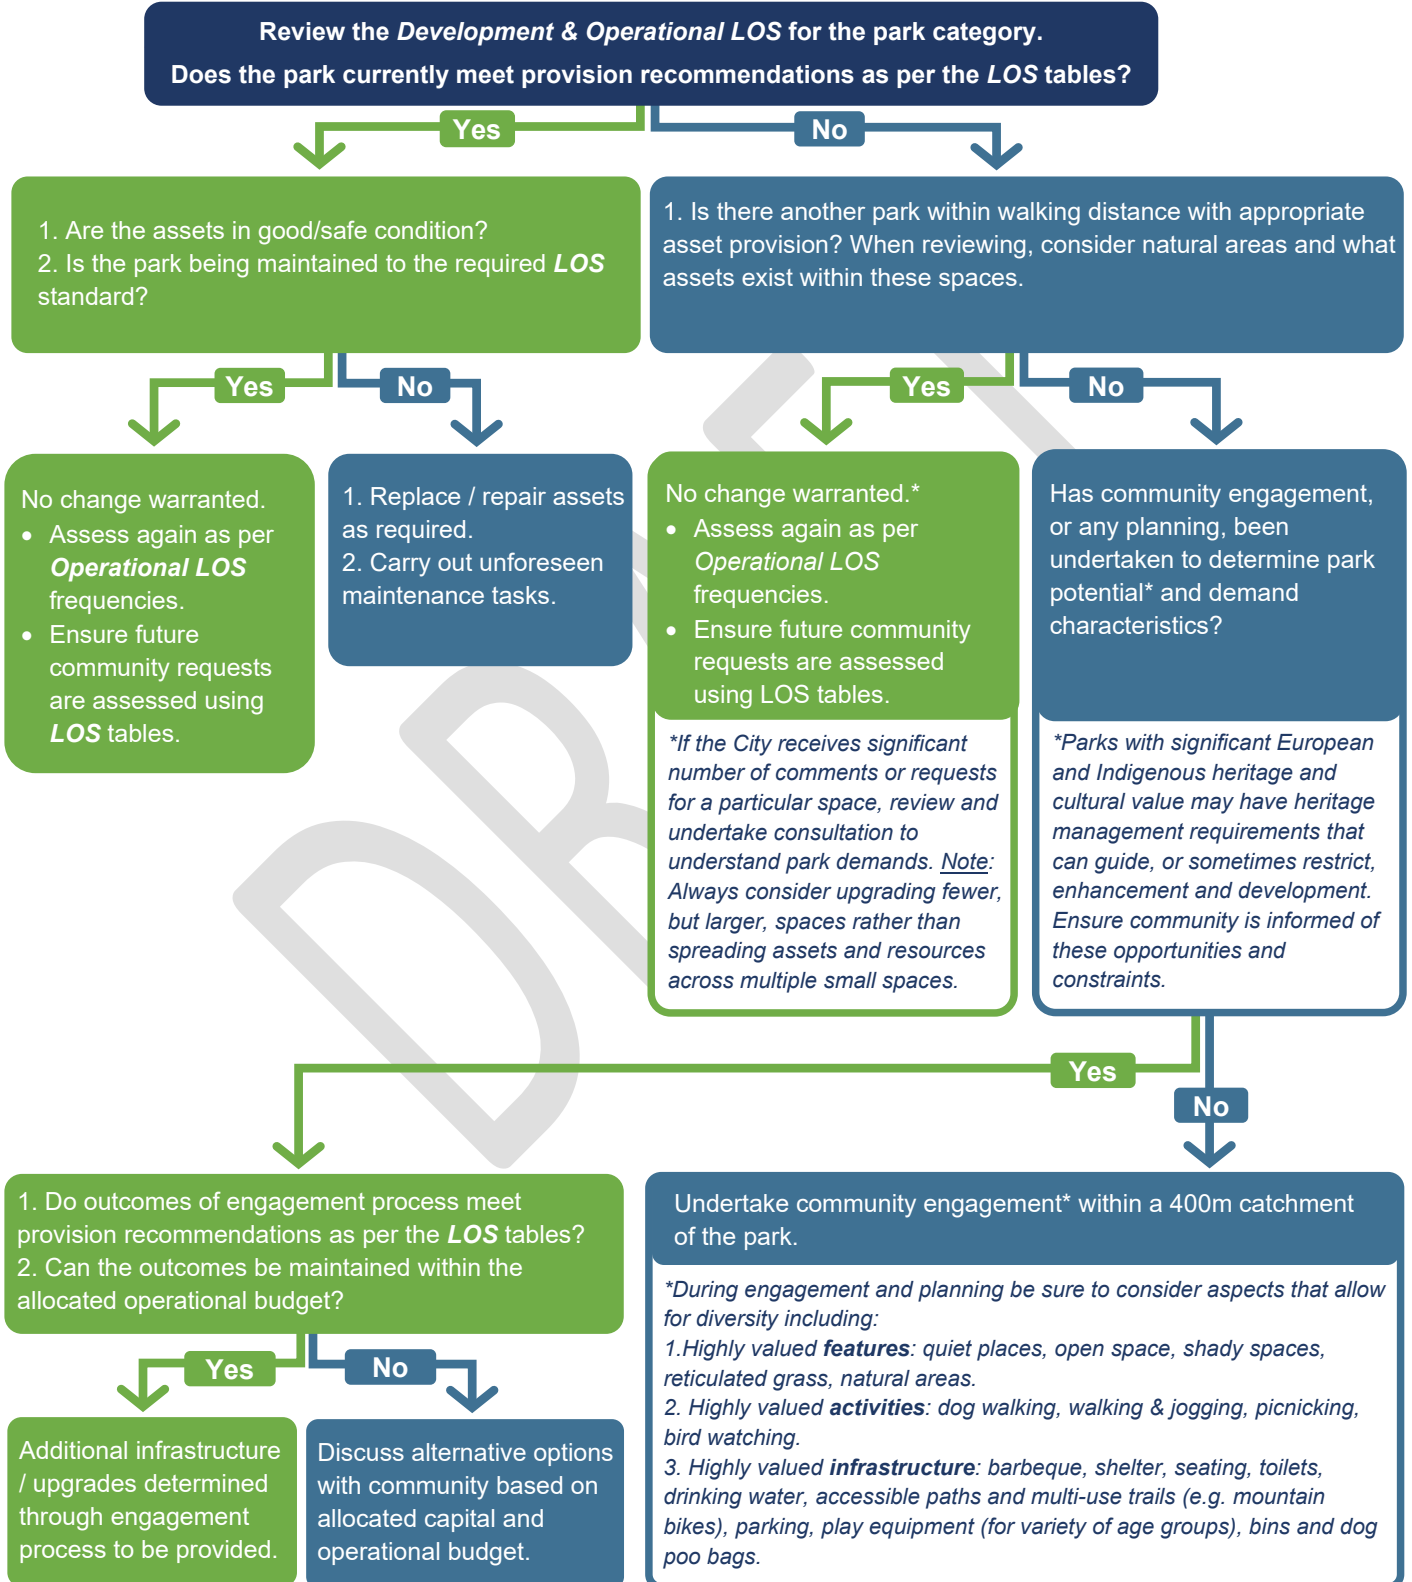 Review the Development & Operational LOS for the park category.
Does the park currently meet provision recommendations as per the LOS tables?
Yes
No
1. Are the assets in good/safe condition?
2. Is the park being maintained to the required LOS
standard?
1. Is there another park within walking distance with appropriate
asset provision? When reviewing, consider natural areas and what
assets exist within these spaces.
Yes
No
Yes
No
No change warranted.
• Assess again as per
Operational LOS
frequencies.
• Ensure future
community requests
are assessed using
LOS tables.
1. Replace / repair assets
as required.
2. Carry out unforeseen
maintenance tasks.
No change warranted.*
• Assess again as per
Operational LOS
frequencies.
• Ensure future community
requests are assessed
using LOS tables.
*If the City receives significant
number of comments or requests
for a particular space, review and
undertake consultation to
understand park demands. Note:
Always consider upgrading fewer,
but larger, spaces rather than
spreading assets and resources
across multiple small spaces.
Has community engagement,
or any planning, been
undertaken to determine park
potential* and demand
characteristics?
*Parks with significant European
and Indigenous heritage and
cultural value may have heritage
management requirements that
can guide, or sometimes restrict,
enhancement and development.
Ensure community is informed of
these opportunities and
constraints.
Yes
No
1. Do outcomes of engagement process meet
provision recommendations as per the LOS tables?
2. Can the outcomes be maintained within the
allocated operational budget?
Undertake community engagement* within a 400m catchment
of the park.
*During engagement and planning be sure to consider aspects that allow
for diversity including:
1.Highly valued features: quiet places, open space, shady spaces,
reticulated grass, natural areas.
2. Highly valued activities: dog walking, walking & jogging, picnicking,
bird watching.
3. Highly valued infrastructure: barbeque, shelter, seating, toilets,
drinking water, accessible paths and multi-use trails (e.g. mountain
bikes), parking, play equipment (for variety of age groups), bins and dog
poo bags.
Yes
No
Additional infrastructure
/ upgrades determined
through engagement
process to be provided.
Discuss alternative options
with community based on
allocated capital and
operational budget.
DRAFT